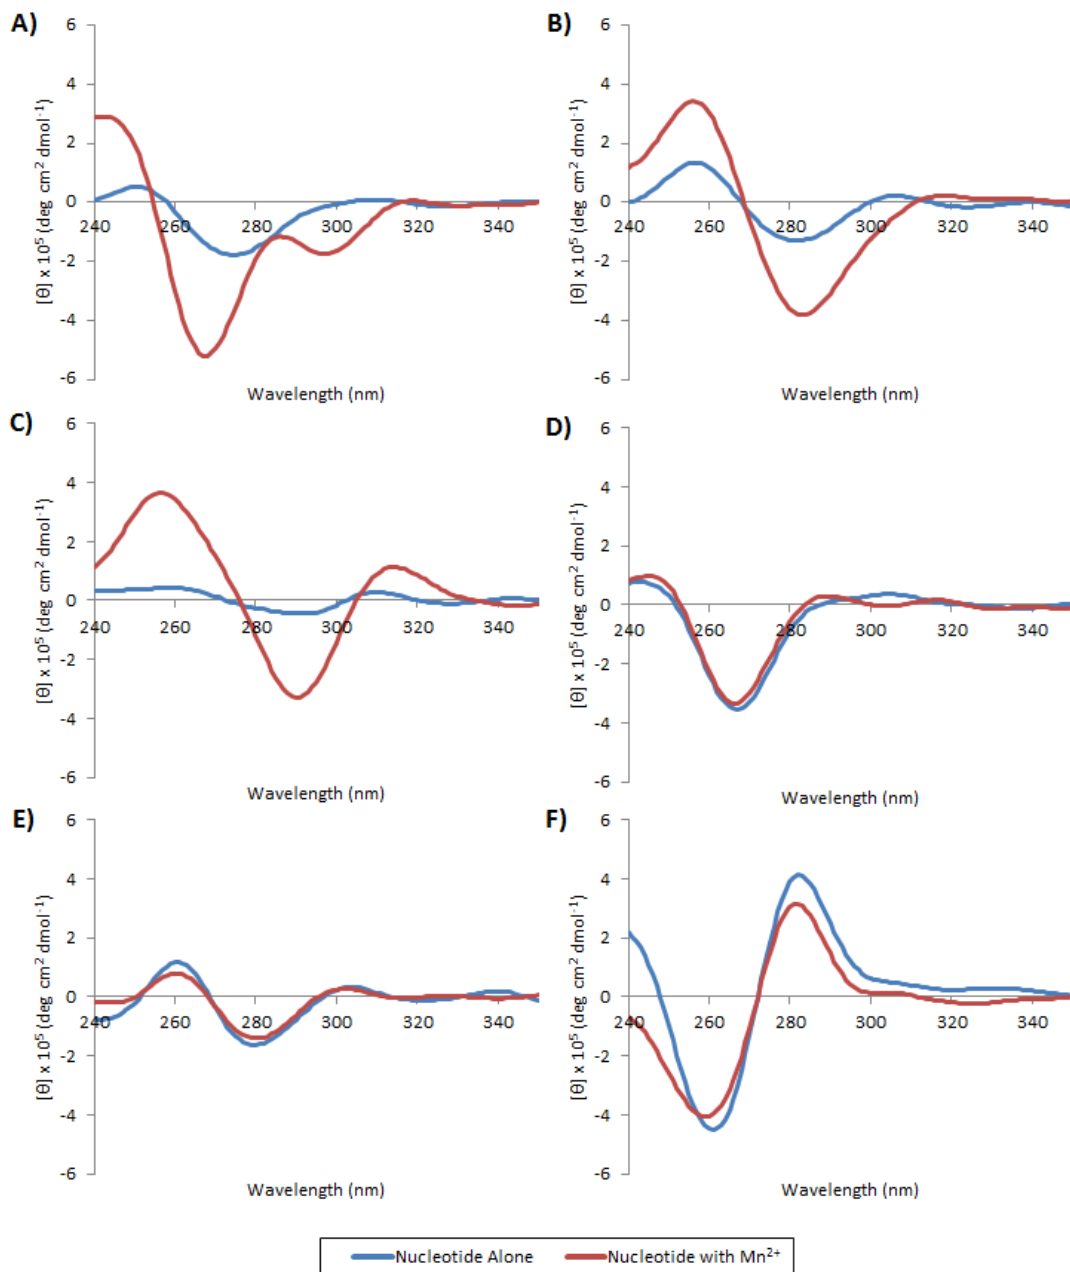 A)
B)
6
4
2
0
-2
-4
-6
240 260 280 300 320 340
[θ] x 10⁵ (deg cm² dmol⁻¹)
Wavelength (nm)
6
4
2
0
-2
-4
-6
240 260 280 300 320 340
[θ] x 10⁵ (deg cm² dmol⁻¹)
Wavelength (nm)
C)
D)
6
4
2
0
-2
-4
-6
240 260 280 300 320 340
[θ] x 10⁵ (deg cm² dmol⁻¹)
Wavelength (nm)
6
4
2
0
-2
-4
-6
240 260 280 300 320 340
[θ] x 10⁵ (deg cm² dmol⁻¹)
Wavelength (nm)
E)
F)
6
4
2
0
-2
-4
-6
240 260 280 300 320 340
[θ] x 10⁵ (deg cm² dmol⁻¹)
Wavelength (nm)
6
4
2
0
-2
-4
-6
240 260 280 300 320 340
[θ] x 10⁵ (deg cm² dmol⁻¹)
Wavelength (nm)
Nucleotide Alone Nucleotide with Mn²⁺